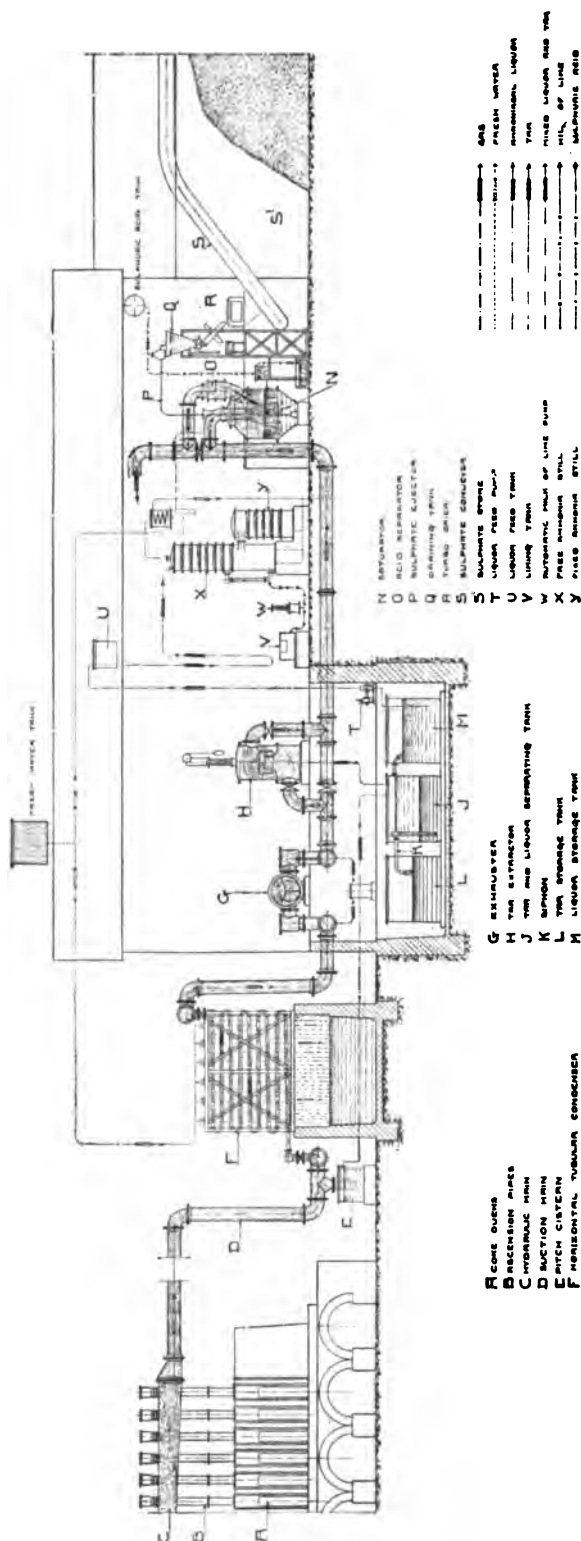 FRESH WATER TANK
SULPHURIC ACID TANK
C
B
A
D
E
F
G
H
U
V
W
X
Y
P
O
Q
R
S
S'
N
T
L
K
J
M
A COKE OVENS
B ASCENSION PIPES
C HYDRAULIC MAIN
D SUCTION MAIN
E PITCH CISTERN
F HORIZONTAL TUBULAR CONDENSER
G EXHAUSTER
H TAR EXTRACTOR
J TAR AND LIQUOR SEPARATING TANK
K SIPHON
L TAR STORAGE TANK
M LIQUOR STORAGE TANK
N SATURATOR
O ACID SEPARATOR
P SULPHATE EJECTOR
Q DRAINING TABLE
R TURBO DRIER
S SULPHATE CONVEYER
S' SULPHATE STORE
T LIQUOR FEED PUMP
U LIQUOR FEED TANK
V LIMING TANK
W AUTOMATIC MILK OF LIME PUMP
X FREE AMMONIA STILL
Y FIXED AMMONIA STILL
GAS
FRESH WATER
AMMONIACAL LIQUOR
TAR
MIXED LIQUOR AND TAR
MILK OF LIME
SULPHURIC ACID